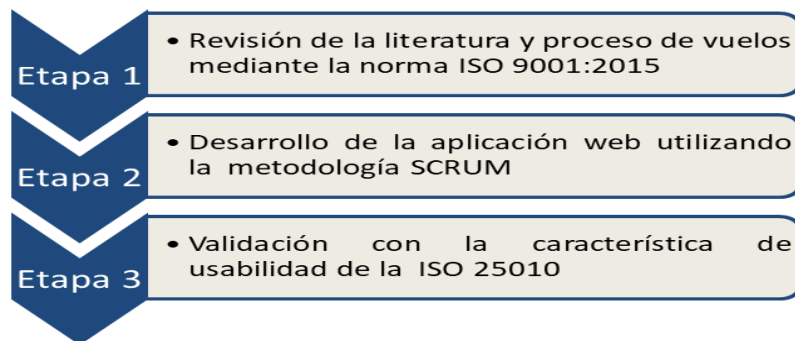 Etapa 1
• Revisión de la literatura y proceso de vuelos
mediante la norma ISO 9001:2015
Etapa 2
• Desarrollo de la aplicación web utilizando
la metodología SCRUM
Etapa 3
• Validación con la característica de
usabilidad de la ISO 25010